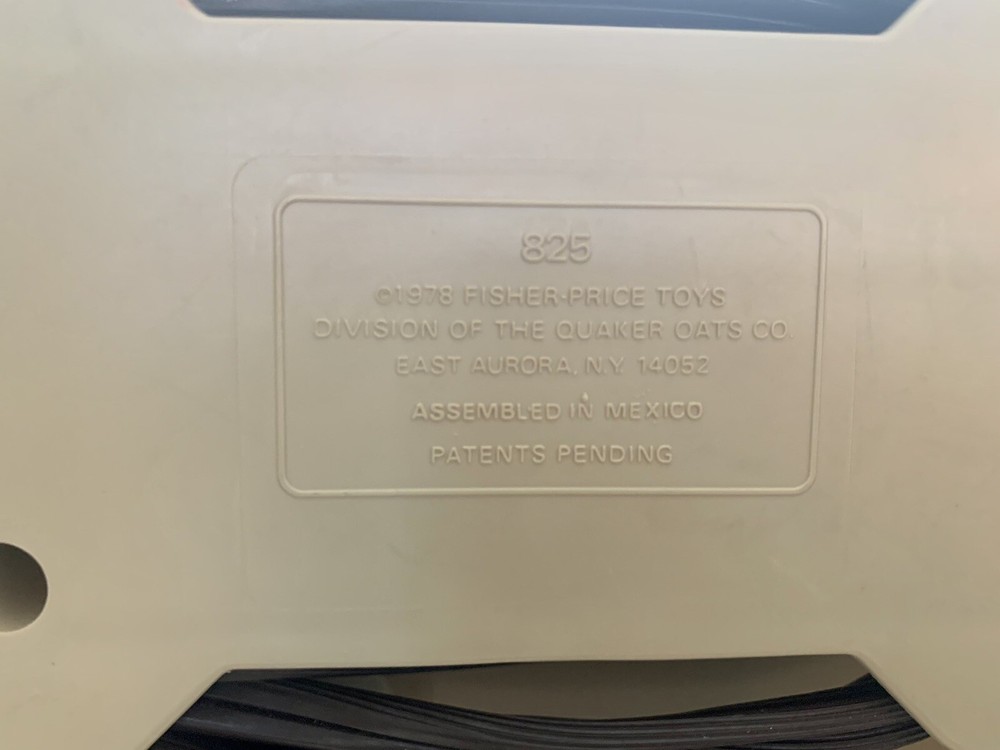 825
©1978 FISHER-PRICE TOYS
DIVISION OF THE QUAKER OATS CO.
EAST AURORA, N.Y. 14052
ASSEMBLED IN MEXICO
PATENTS PENDING